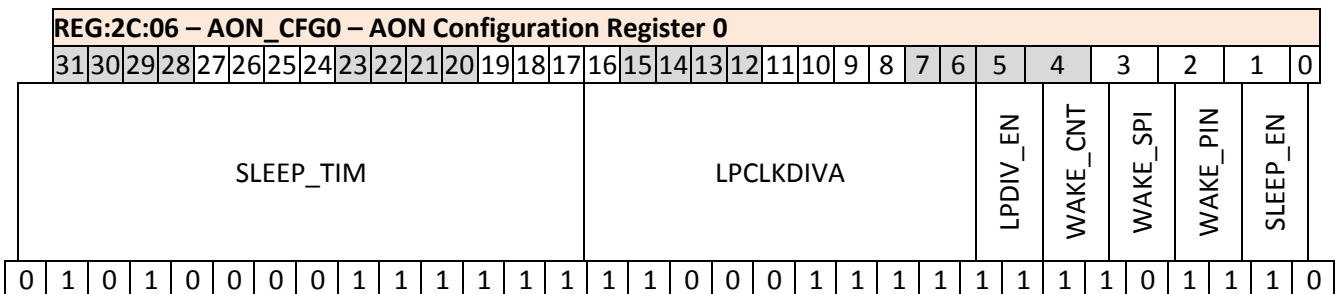 REG:2C:06 – AON_CFG0 – AON Configuration Register 0
31 30 29 28 27 26 25 24 23 22 21 20 19 18 17 16 15 14 13 12 11 10 9 8 7 6 5 4 3 2 1 0
SLEEP_TIM LPCLKDIVA LPDIV_EN WAKE_CNT WAKE_SPI WAKE_PIN SLEEP_EN
0 1 0 1 0 0 0 0 1 1 1 1 1 1 1 1 0 0 0 1 1 1 1 1 1 1 1 0 1 1 1 0